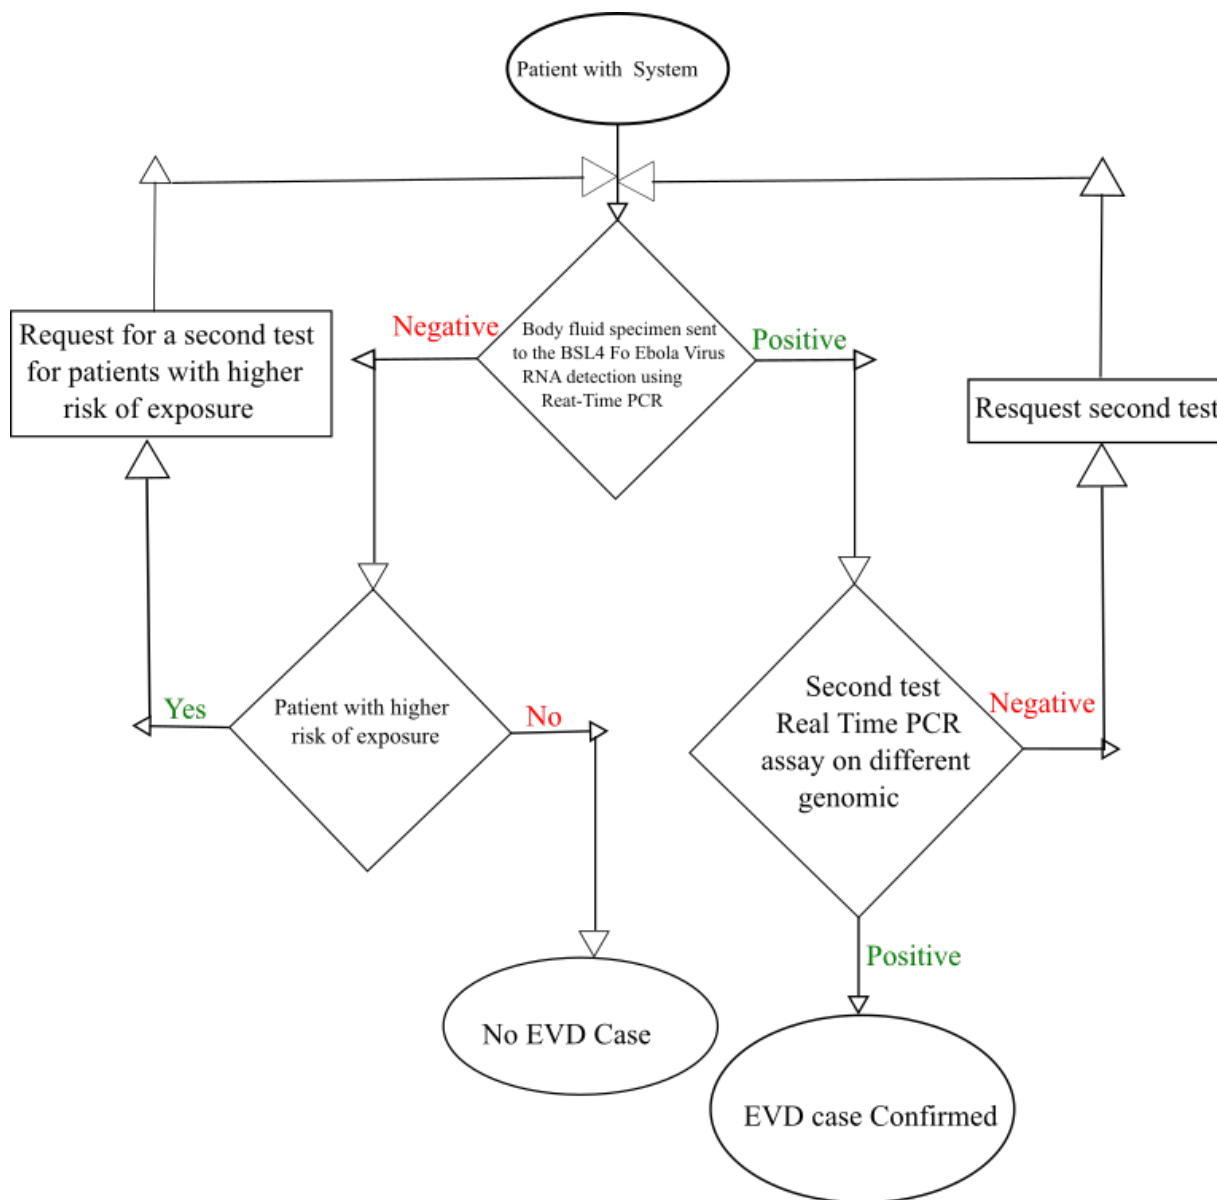 Patient with System
Negative
Body fluid specimen sent
to the BSL4 Fo Ebola Virus
RNA detection using
Reat-Time PCR
Positive
Request for a second test
for patients with higher
risk of exposure
Resquest second test
Yes
Patient with higher
risk of exposure
No
Second test
Real Time PCR
assay on different
genomic
Negative
Positive
No EVD Case
EVD case Confirmed